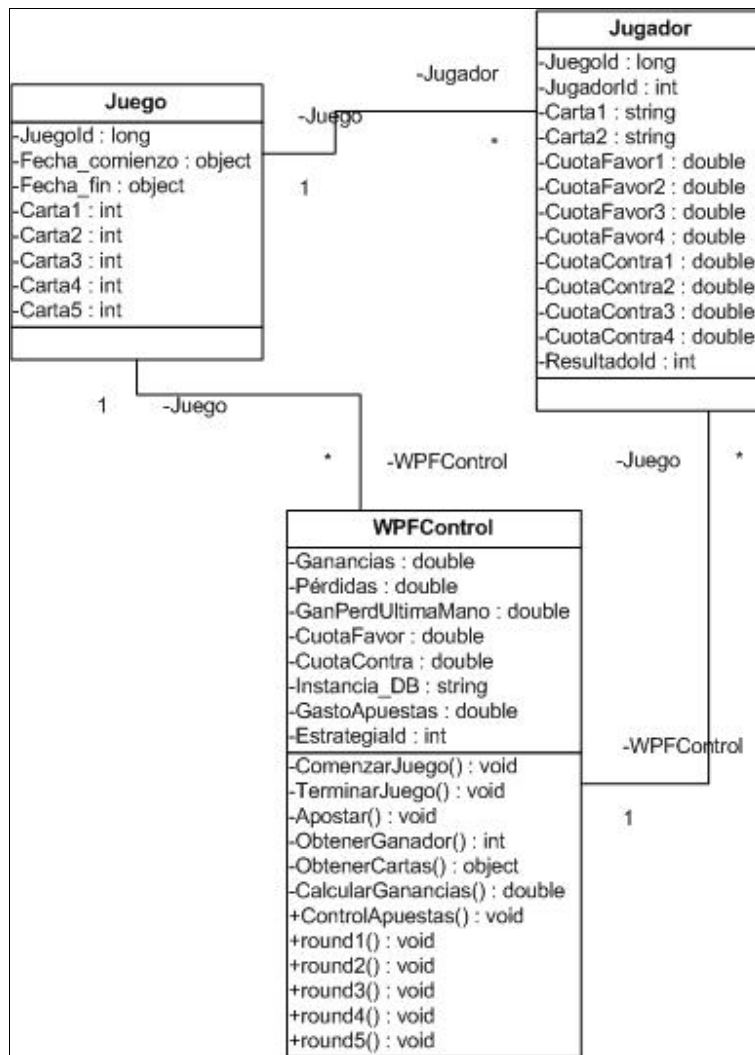 Jugador
-JuegoId : long
-JugadorId : int
-Carta1 : string
-Carta2 : string
-CuotaFavor1 : double
-CuotaFavor2 : double
-CuotaFavor3 : double
-CuotaFavor4 : double
-CuotaContra1 : double
-CuotaContra2 : double
-CuotaContra3 : double
-CuotaContra4 : double
-ResultadoId : int
-Jugador
*
-Juego
1
Juego
-JuegoId : long
-Fecha_comienzo : object
-Fecha_fin : object
-Carta1 : int
-Carta2 : int
-Carta3 : int
-Carta4 : int
-Carta5 : int
1
-Juego
*
-WPFControl
-Juego
*
WPFControl
-Ganancias : double
-Pérdidas : double
-GanPerdUltimaMano : double
-CuotaFavor : double
-CuotaContra : double
-Instancia_DB : string
-GastoApuestas : double
-EstrategiaId : int
-ComenzarJuego() : void
-TerminarJuego() : void
-Apostar() : void
-ObtenerGanador() : int
-ObtenerCartas() : object
-CalcularGanancias() : double
+ControlApuestas() : void
+round1() : void
+round2() : void
+round3() : void
+round4() : void
+round5() : void
-WPFControl
1